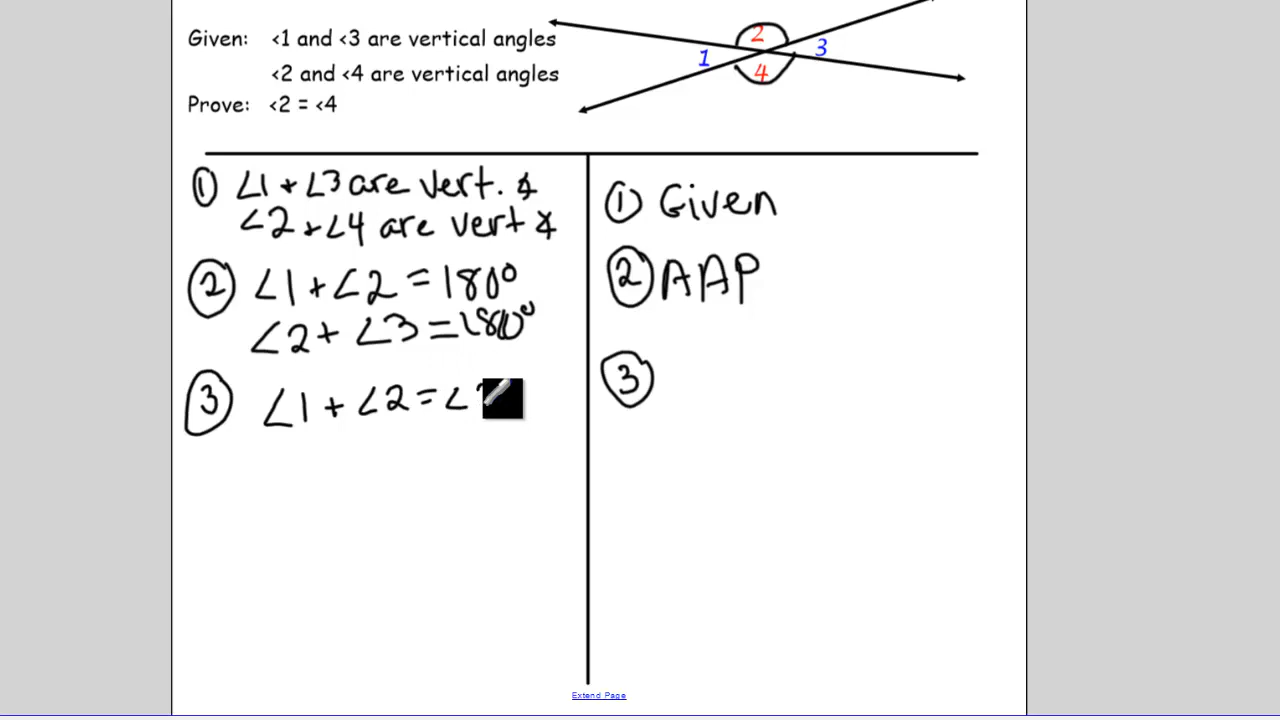 Given: <1 and <3 are vertical angles
<2 and <4 are vertical angles
Prove: <2 = <4
1 2 3 4
① ∠1 + ∠3 are vert. ∡
∠2 + ∠4 are vert ∡
② ∠1 + ∠2 = 180°
∠2 + ∠3 = 180°
③ ∠1 + ∠2 = ∠
① Given
② AAP
③
Extend Page